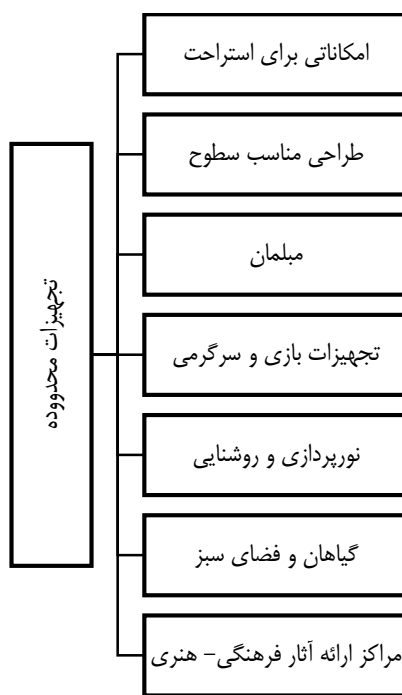 امکاناتی برای استراحت
طراحی مناسب سطوح
مبلمان
تجهیزات بازی و سرگرمی
نورپردازی و روشنایی
گیاهان و فضای سبز
مراکز ارائه آثار فرهنگی- هنری
تجهیزات محدوده